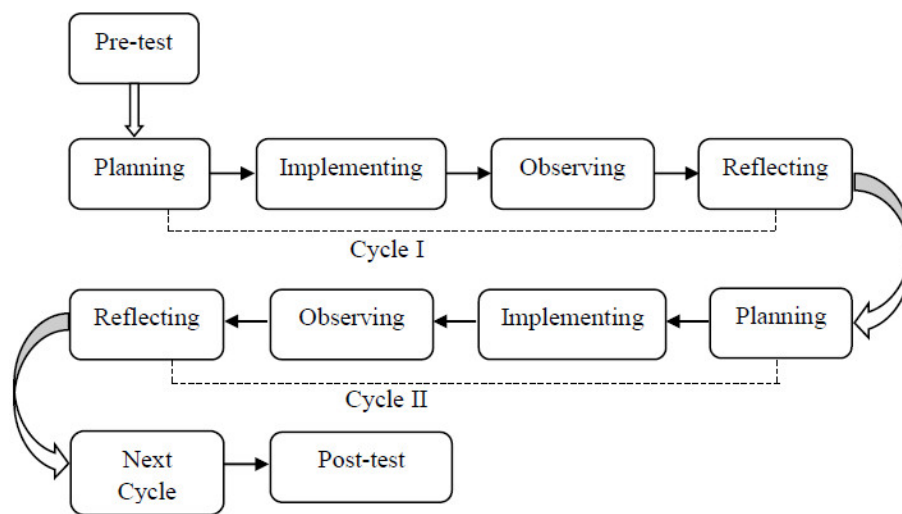 Pre-test
Planning
Implementing
Observing
Reflecting
Cycle I
Reflecting
Observing
Implementing
Planning
Cycle II
Next
Cycle
Post-test